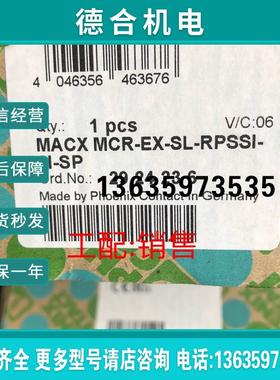 德合机电
4 046356 463676
信经营
Qty.: 1 pcs
V/C:06
MACX MCR-EX-SL-RPSSI-
-SP
后保障
rd.No.:
13635973535
Made by Phoenix Contact in Germany
货秒发
工配:销售
保一年
齐全 更多型号请店咨询
电话:1363597